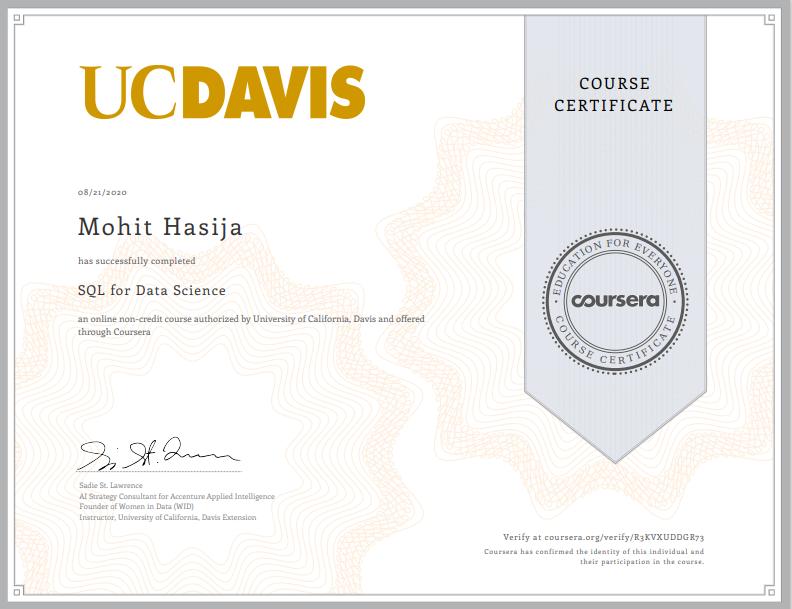 UCDAVIS
COURSE
CERTIFICATE
08/21/2020
Mohit Hasija
has successfully completed
SQL for Data Science
an online non-credit course authorized by University of California, Davis and offered
through Coursera
EDUCATION FOR EVERYONE
coursera
COURSE CERTIFICATE
Sadie St. Lawrence
AI Strategy Consultant for Accenture Applied Intelligence
Founder of Women in Data (WID)
Instructor, University of California, Davis Extension
Verify at coursera.org/verify/R3KVXUDDGR73
Coursera has confirmed the identity of this individual and
their participation in the course.